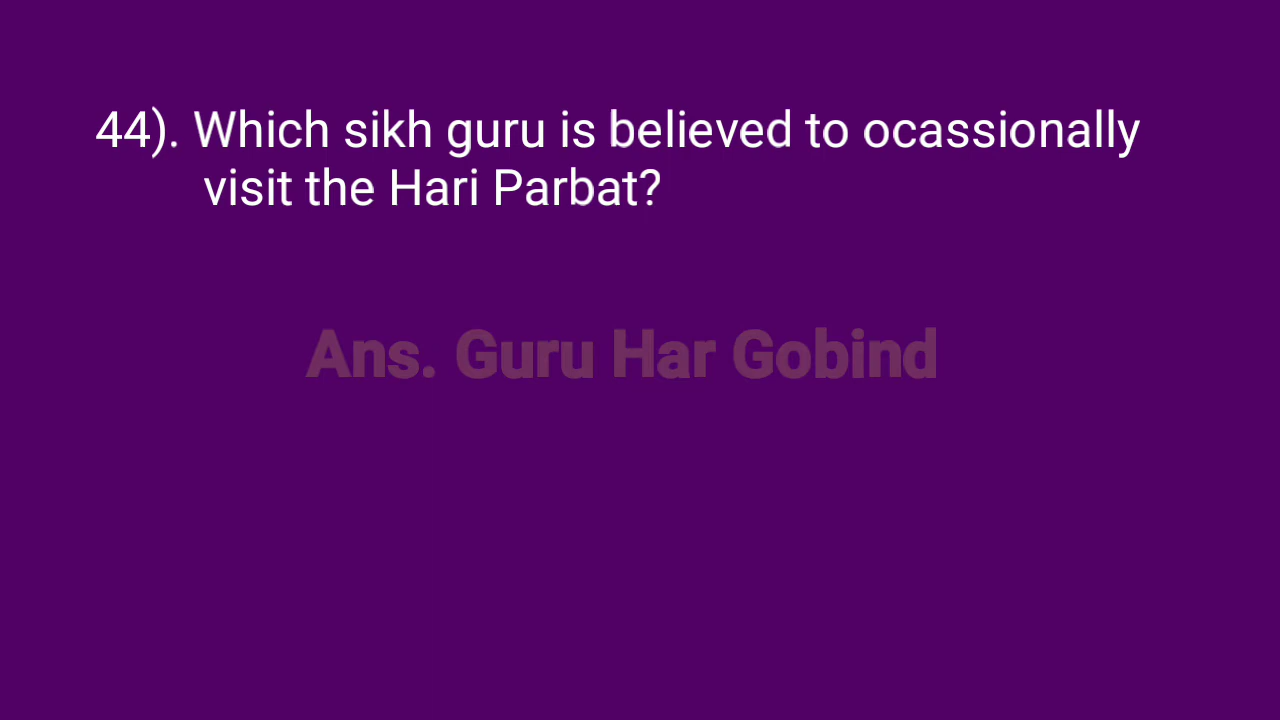 44). Which sikh guru is believed to ocassionally
visit the Hari Parbat?
Ans. Guru Har Gobind